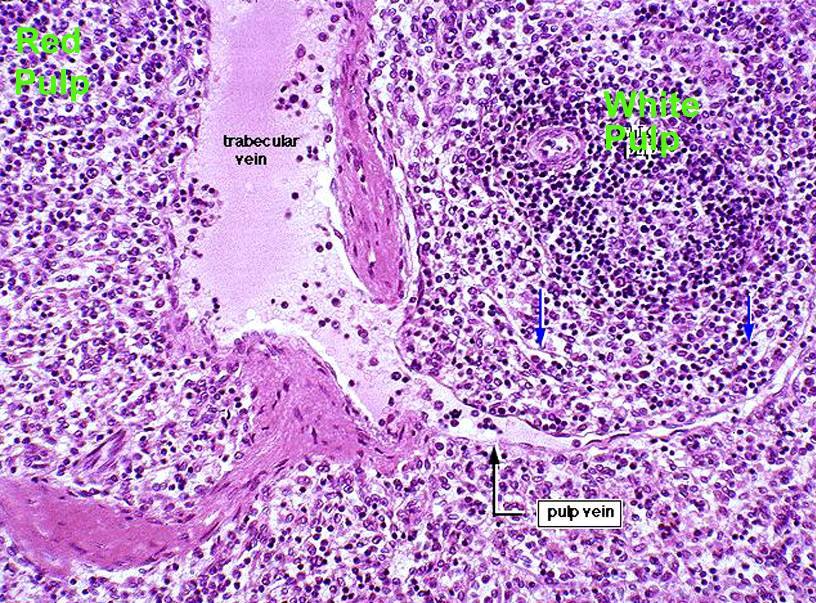 Red
Pulp
trabecular
vein
White
Pulp
pulp vein